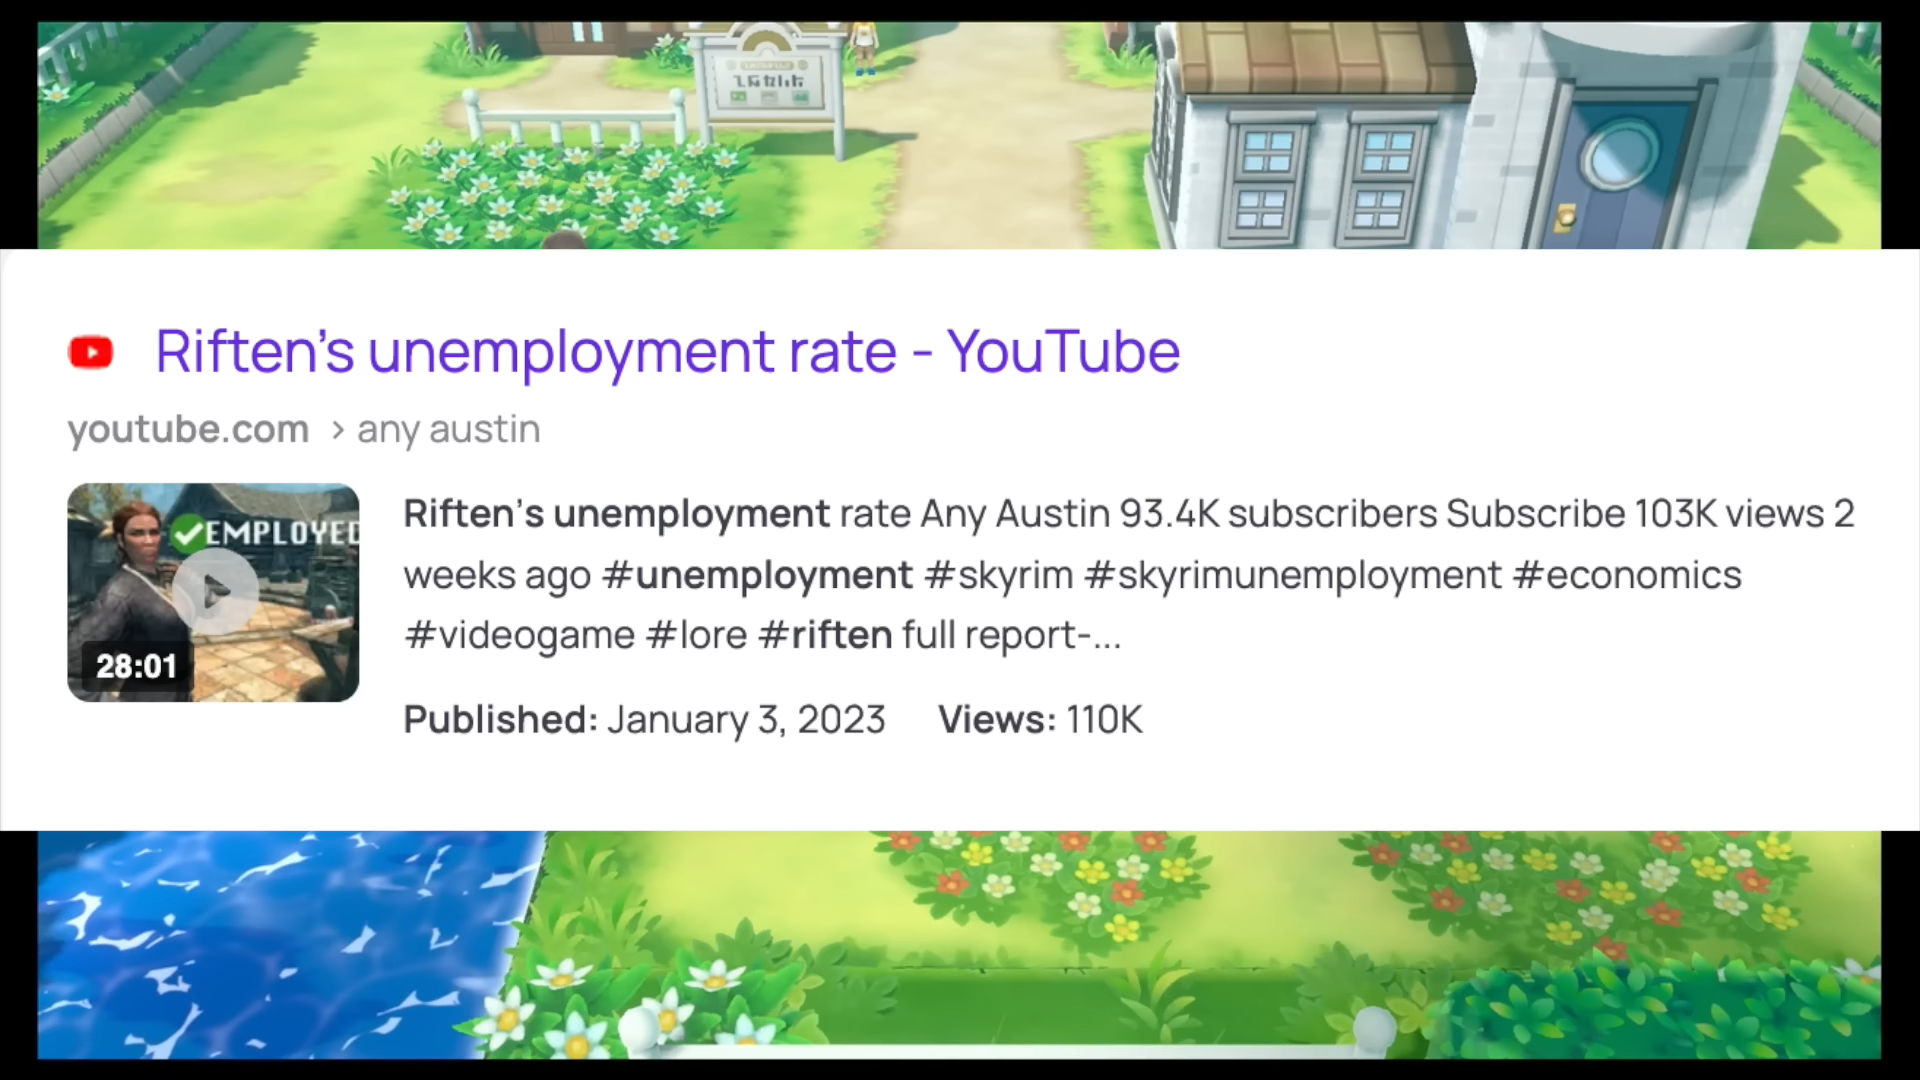 Riften's unemployment rate - YouTube
youtube.com › any austin
EMPLOYED
28:01
Riften's unemployment rate Any Austin 93.4K subscribers Subscribe 103K views 2
weeks ago #unemployment #skyrim #skyrimunemployment #economics
#videogame #lore #riften full report-...
Published: January 3, 2023 Views: 110K